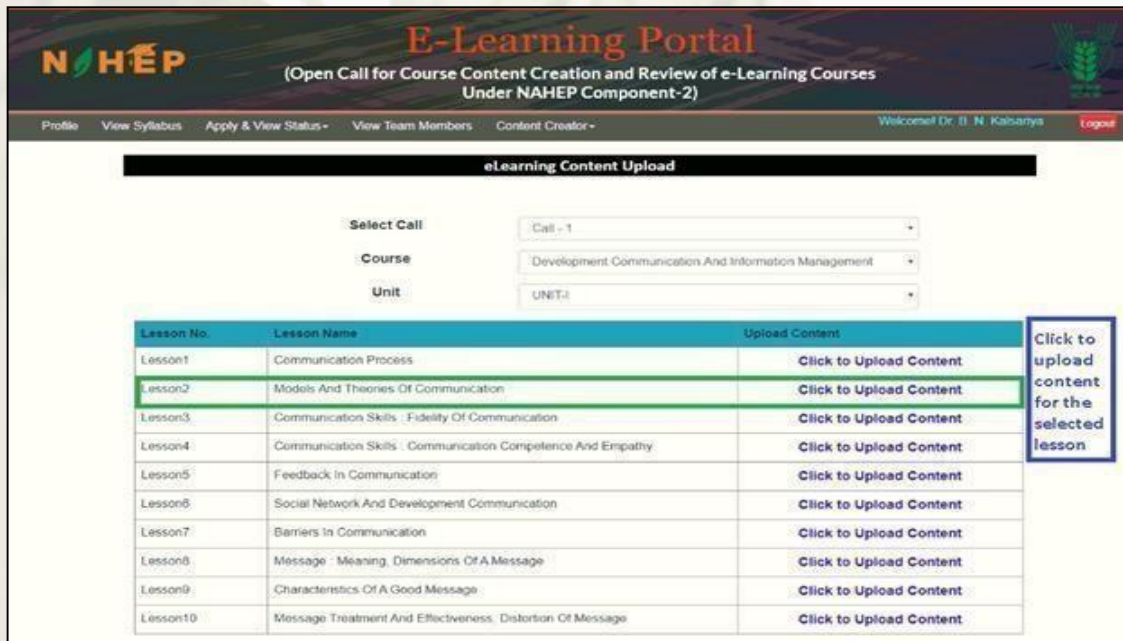 NAHEP
E-Learning Portal
(Open Call for Course Content Creation and Review of e-Learning Courses
Under NAHEP Component-2)
Profile View Syllabus Apply & View Status View Team Members Content Creator Welcome! Dr. B. N. Kalsariya Logout
eLearning Content Upload
Select Call Call - 1
Course Development Communication And Information Management
Unit UNIT-I
Lesson No. Lesson Name Upload Content
Lesson1 Communication Process Click to Upload Content
Lesson2 Models And Theories Of Communication Click to Upload Content
Lesson3 Communication Skills : Fidelity Of Communication Click to Upload Content
Lesson4 Communication Skills : Communication Competence And Empathy Click to Upload Content
Lesson5 Feedback In Communication Click to Upload Content
Lesson6 Social Network And Development Communication Click to Upload Content
Lesson7 Barriers In Communication Click to Upload Content
Lesson8 Message : Meaning, Dimensions Of A Message Click to Upload Content
Lesson9 Characteristics Of A Good Message Click to Upload Content
Lesson10 Message Treatment And Effectiveness, Distortion Of Message Click to Upload Content
Click to
upload
content
for the
selected
lesson